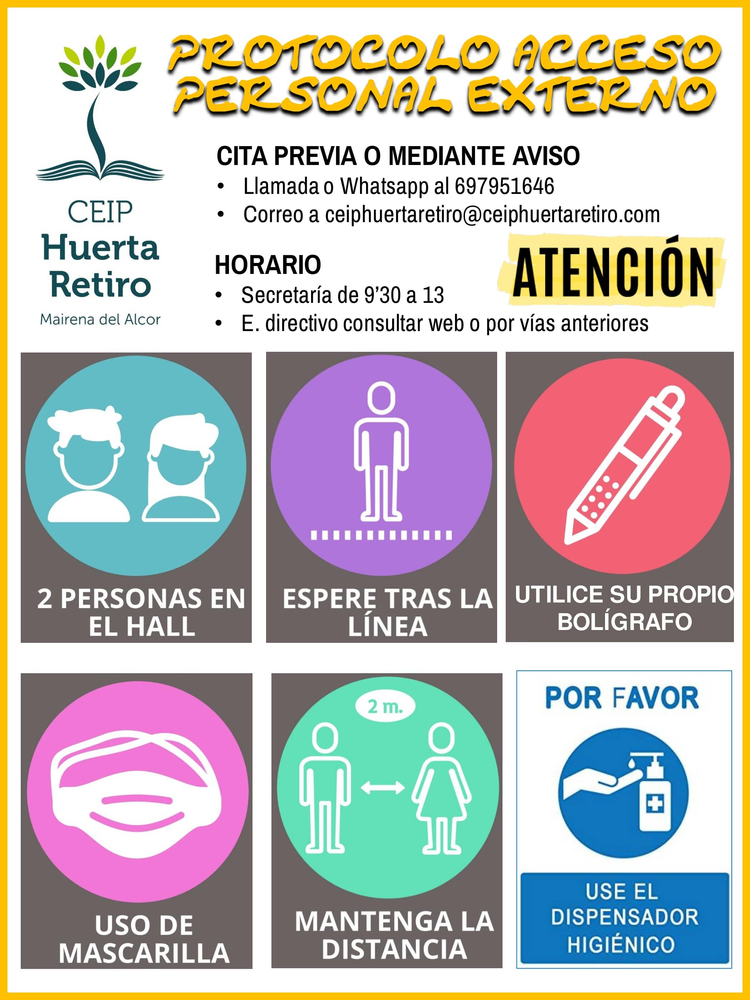 PROTOCOLO ACCESO
PERSONAL EXTERNO
CEIP
Huerta
Retiro
Mairena del Alcor
CITA PREVIA O MEDIANTE AVISO
• Llamada o Whatsapp al 697951646
• Correo a ceiphuertaretiro@ceiphuertaretiro.com
ATENCIÓN
HORARIO
• Secretaría de 9’30 a 13
• E. directivo consultar web o por vías anteriores
2 PERSONAS EN
EL HALL
ESPERE TRAS LA
LÍNEA
UTILICE SU PROPIO
BOLÍGRAFO
USO DE
MASCARILLA
2 m.
MANTENGA LA
DISTANCIA
POR FAVOR
USE EL
DISPENSADOR
HIGIÉNICO